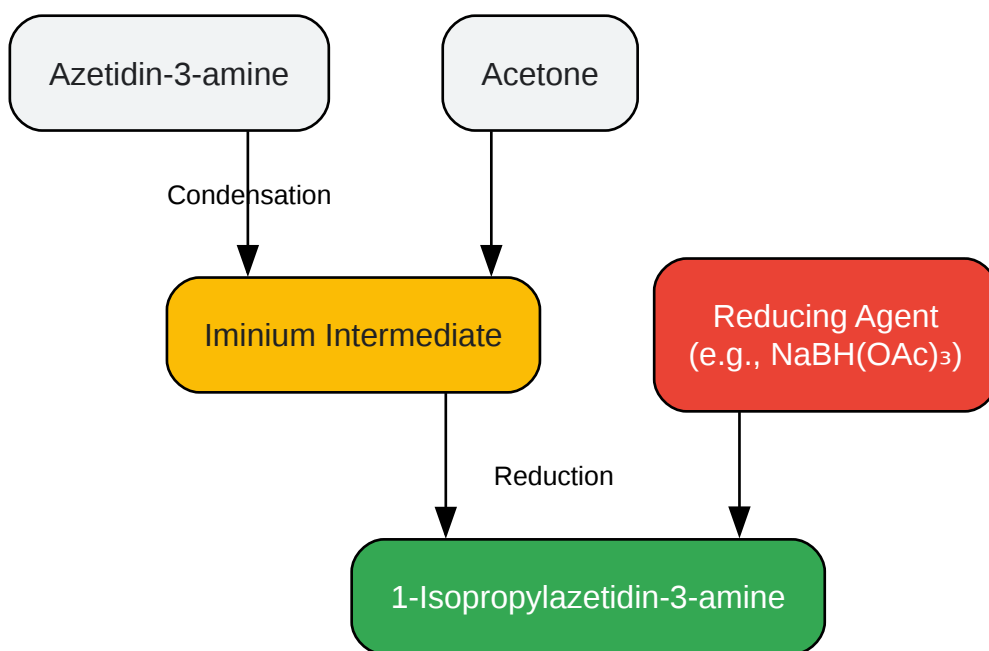 Azetidin-3-amine
Acetone
Condensation
Iminium Intermediate
Reducing Agent
(e.g., NaBH(OAc)₃)
Reduction
1-Isopropylazetidin-3-amine